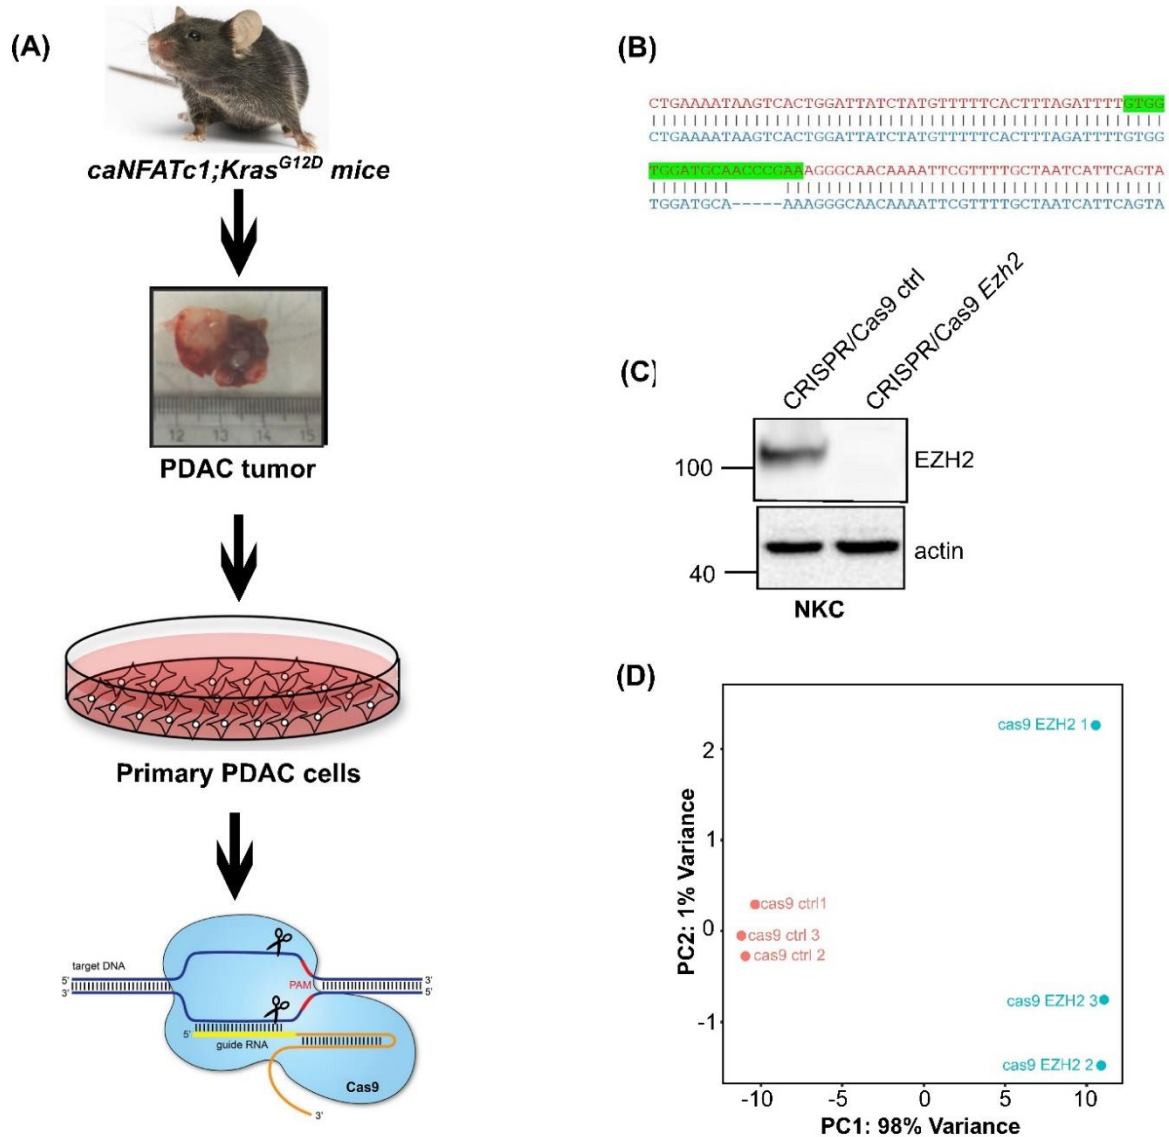 (A)
caNFATc1;KrasG12D mice
12 13 14 15
PDAC tumor
Primary PDAC cells
target DNA
5'
3'
PAM
3'
5'
5'
guide RNA
Cas9
3'
(B)
CTGAAAATAAGTCACTGGATTATCTATGTTTTTCACTTTAGATTTTGTGG
CTGAAAATAAGTCACTGGATTATCTATGTTTTTCACTTTAGATTTTGTGG
TGGATGCAACCCGAAAGGGCAACAAAATTCGTTTTGCTAATCATTCAGTA
TGGATGCA-----AAAGGGCAACAAAATTCGTTTTGCTAATCATTCAGTA
(C)
CRISPR/Cas9 ctrl
CRISPR/Cas9 Ezh2
100
EZH2
40
actin
NKC
(D)
PC2: 1% Variance
2
1
0
-1
cas9 EZH2 1
cas9 ctrl1
cas9 ctrl 3
cas9 ctrl 2
cas9 EZH2 3
cas9 EZH2 2
-10 -5 0 5 10
PC1: 98% Variance